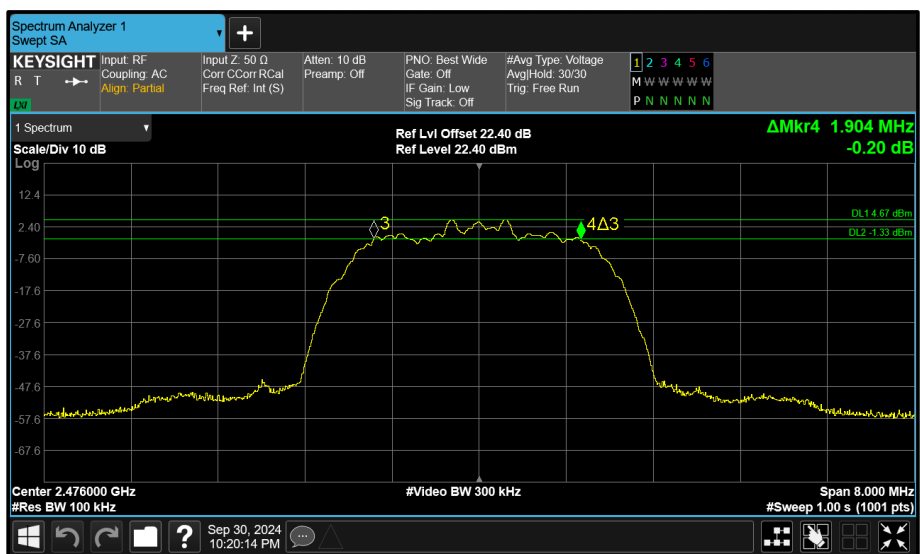 Spectrum Analyzer 1
Swept SA
KEYSIGHT
R T
LXI
Input: RF
Coupling: AC
Align: Partial
Input Z: 50 Ω
Corr CCorr RCal
Freq Ref: Int (S)
Atten: 10 dB
Preamp: Off
PNO: Best Wide
Gate: Off
IF Gain: Low
Sig Track: Off
#Avg Type: Voltage
Avg|Hold: 30/30
Trig: Free Run
1 2 3 4 5 6
M W W W W W
P N N N N N
1 Spectrum
Scale/Div 10 dB
Log
Ref Lvl Offset 22.40 dB
Ref Level 22.40 dBm
ΔMkr4 1.904 MHz
-0.20 dB
12.4
DL1 4.67 dBm
2.40
3
4Δ3
DL2 -1.33 dBm
-7.60
-17.6
-27.6
-37.6
-47.6
-57.6
-67.6
Center 2.476000 GHz
#Video BW 300 kHz
Span 8.000 MHz
#Res BW 100 kHz
#Sweep 1.00 s (1001 pts)
?
Sep 30, 2024
10:20:14 PM